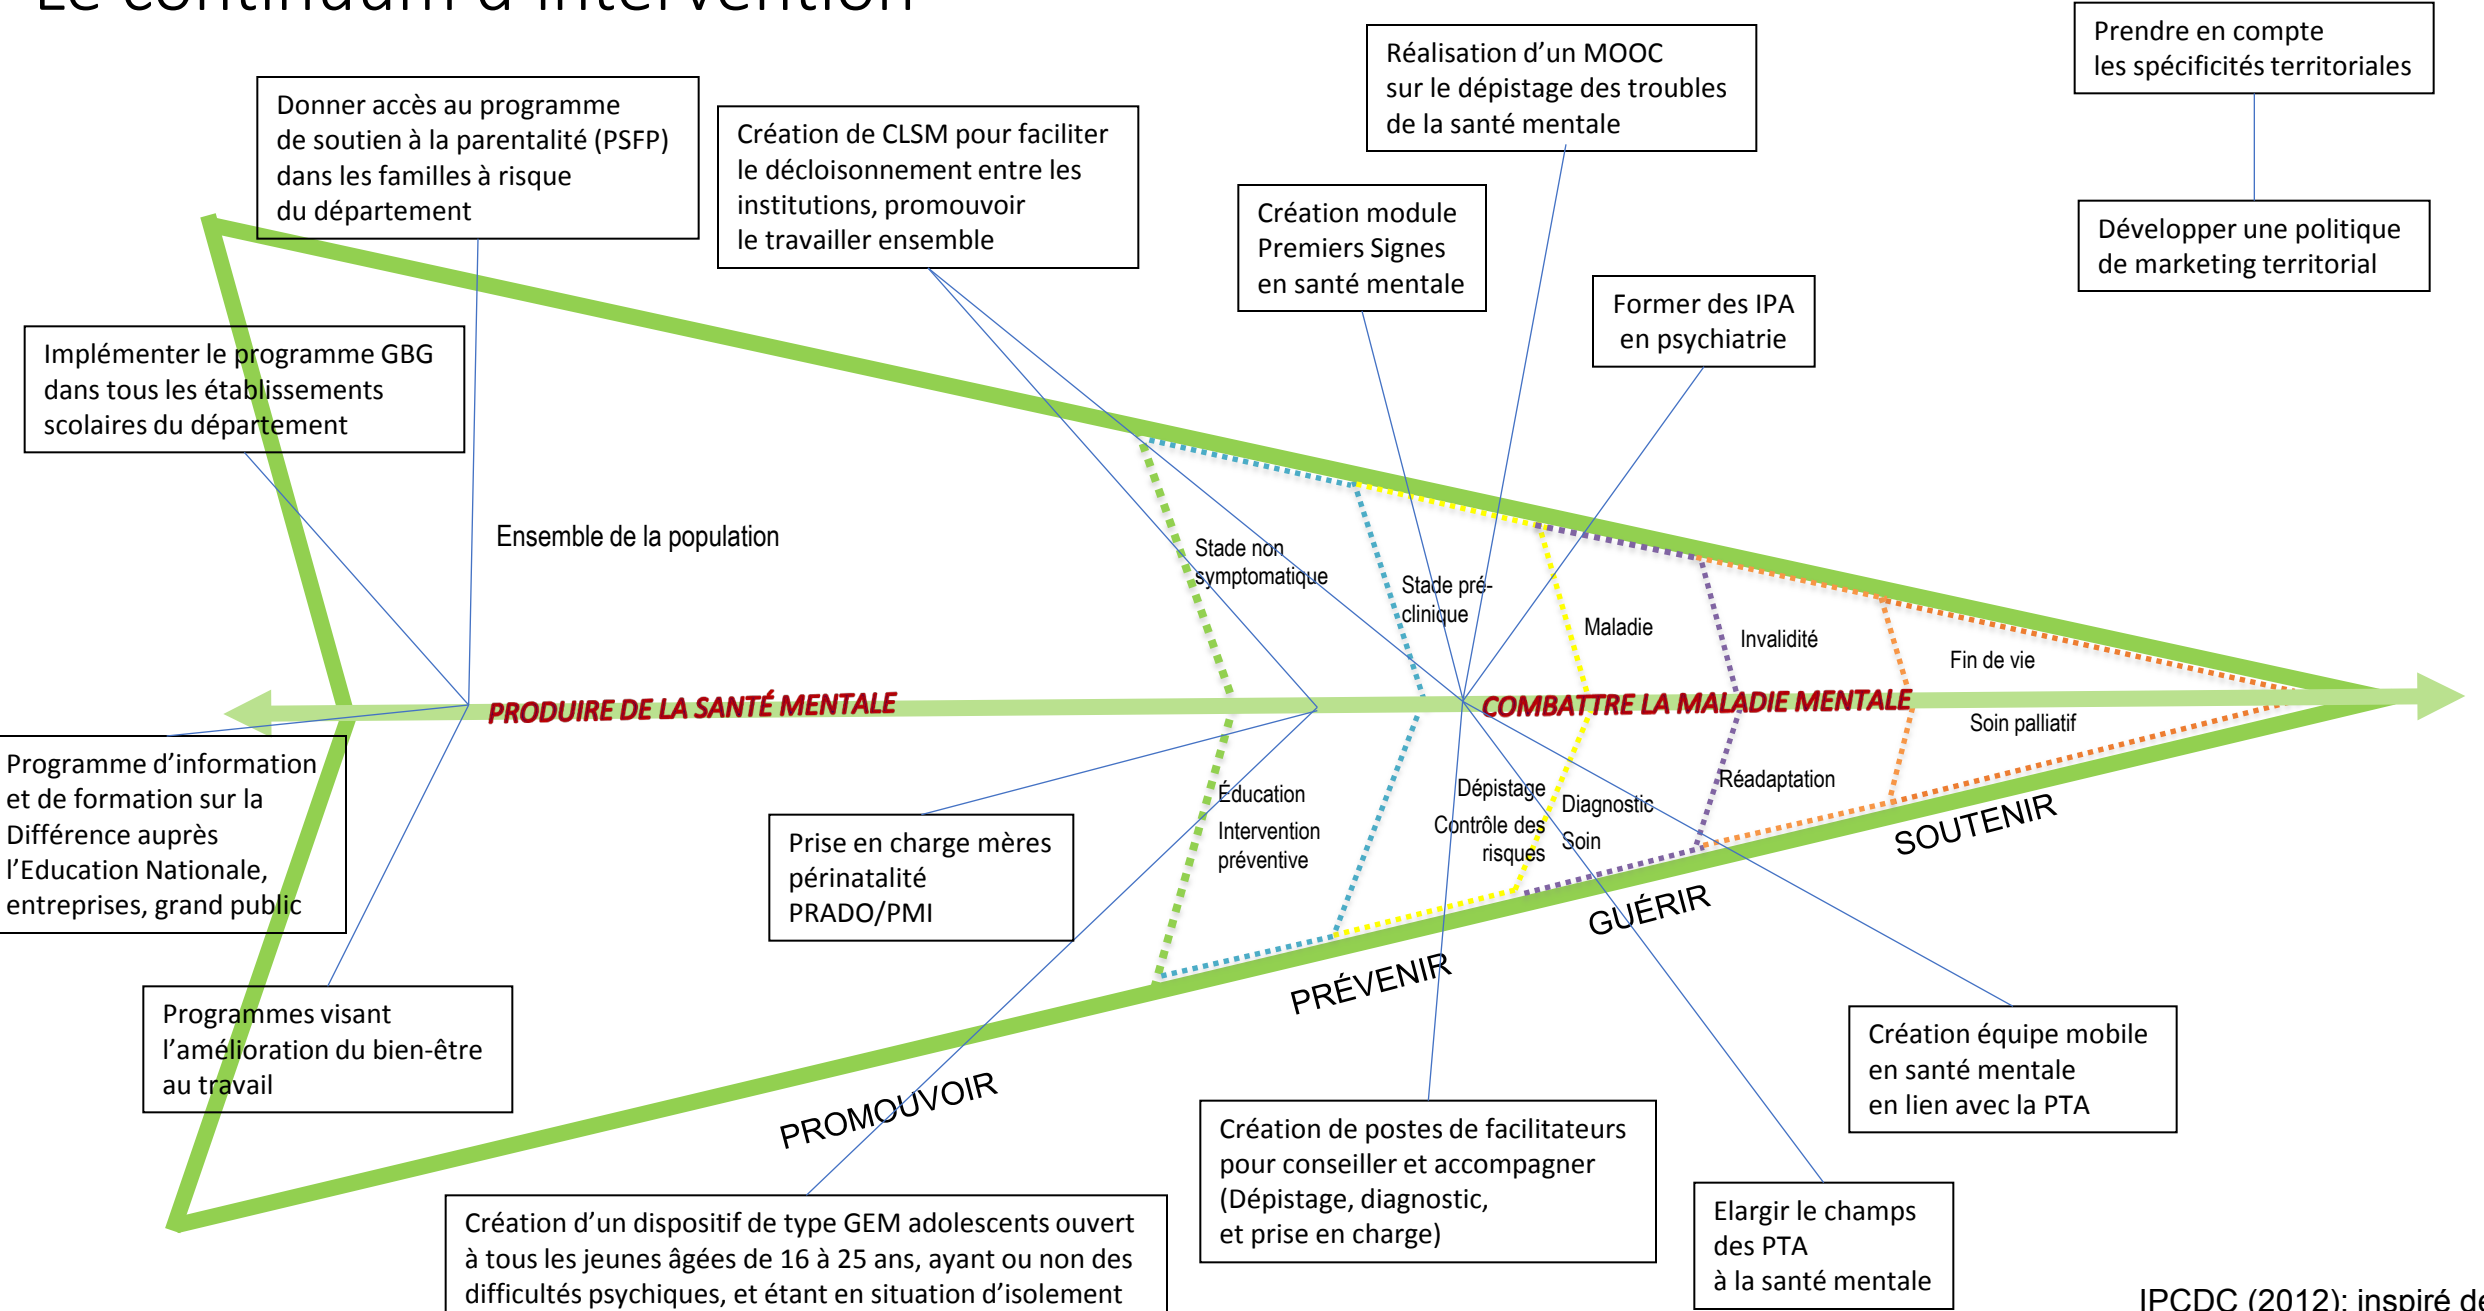 Le continuum d'intervention
Donner accès au programme
de soutien à la parentalité (PSFP)
dans les familles à risque
du département
Création de CLSM pour faciliter
le décloisonnement entre les
institutions, promouvoir
le travailler ensemble
Réalisation d'un MOOC
sur le dépistage des troubles
de la santé mentale
Prendre en compte
les spécificités territoriales
Création module
Premiers Signes
en santé mentale
Développer une politique
de marketing territorial
Former des IPA
en psychiatrie
Implémenter le programme GBG
dans tous les établissements
scolaires du département
Ensemble de la population
Stade non
symptomatique
Stade pré-
clinique
Maladie
Invalidité
Fin de vie
PRODUIRE DE LA SANTÉ MENTALE
COMBATTRE LA MALADIE MENTALE
Soin palliatif
Programme d'information
et de formation sur la
Différence auprès
l'Education Nationale,
entreprises, grand public
Prise en charge mères
périnatalité
PRADO/PMI
Éducation
Intervention
préventive
Dépistage
Contrôle des
risques
Diagnostic
Soin
Réadaptation
SOUTENIR
GUÉRIR
PRÉVENIR
PROMOUVOIR
Programmes visant
l'amélioration du bien-être
au travail
Création équipe mobile
en santé mentale
en lien avec la PTA
Création de postes de facilitateurs
pour conseiller et accompagner
(Dépistage, diagnostic,
et prise en charge)
Elargir le champs
des PTA
à la santé mentale
Création d'un dispositif de type GEM adolescents ouvert
à tous les jeunes âgées de 16 à 25 ans, ayant ou non des
difficultés psychiques, et étant en situation d'isolement
IPCDC (2012); inspiré de